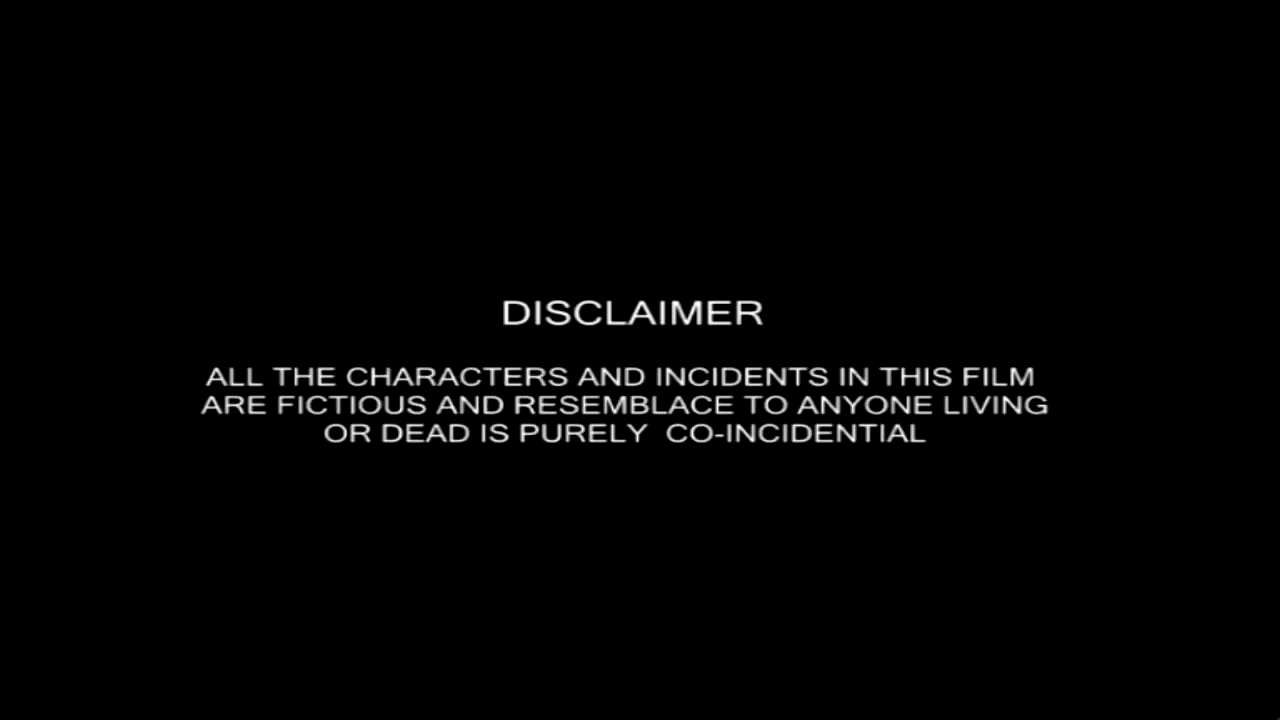 DISCLAIMER
ALL THE CHARACTERS AND INCIDENTS IN THIS FILM
ARE FICTIOUS AND RESEMBLACE TO ANYONE LIVING
OR DEAD IS PURELY CO-INCIDENTIAL